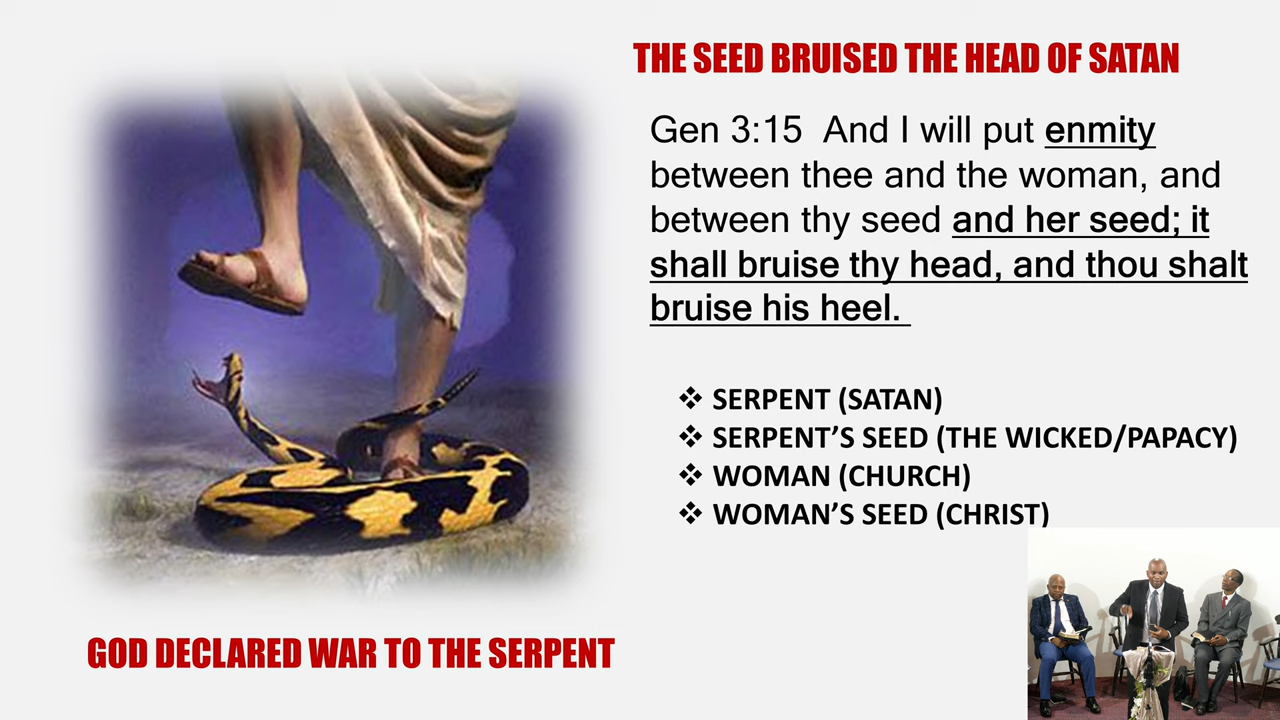 THE SEED BRUISED THE HEAD OF SATAN
Gen 3:15  And I will put enmity
between thee and the woman, and
between thy seed and her seed; it
shall bruise thy head, and thou shalt
bruise his heel.
❖ SERPENT (SATAN)
❖ SERPENT’S SEED (THE WICKED/PAPACY)
❖ WOMAN (CHURCH)
❖ WOMAN’S SEED (CHRIST)
GOD DECLARED WAR TO THE SERPENT